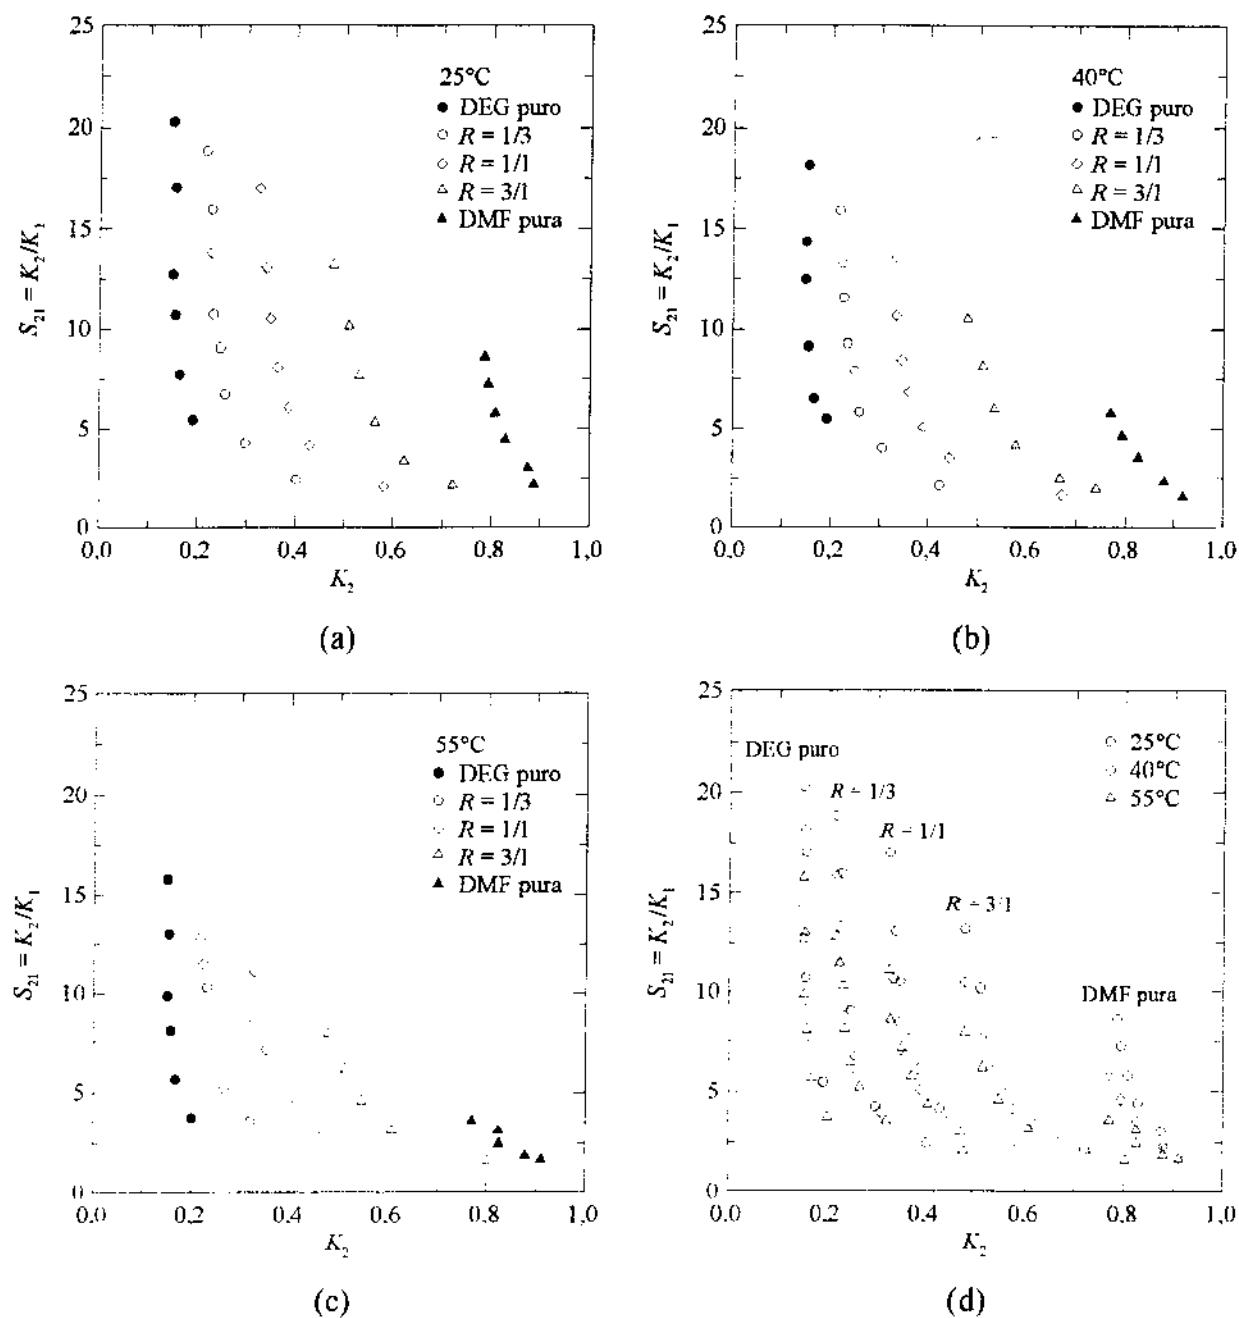 25
20
15
10
5
0
S21 = K2/K1
25°C
DEG puro
R = 1/3
R = 1/1
R = 3/1
DMF pura
0.0 0.2 0.4 0.6 0.8 1.0
K2
(a)
25
20
15
10
5
0
S21 = K2/K1
40°C
DEG puro
R = 1/3
R = 1/1
R = 3/1
DMF pura
0.0 0.2 0.4 0.6 0.8 1.0
K2
(b)
25
20
15
10
5
0
S21 = K2/K1
55°C
DEG puro
R = 1/3
R = 1/1
R = 3/1
DMF pura
0.0 0.2 0.4 0.6 0.8 1.0
K2
(c)
25
20
15
10
5
0
S21 = K2/K1
DEG puro
R = 1/3
R = 1/1
R = 3/1
DMF pura
25°C
40°C
55°C
0.0 0.2 0.4 0.6 0.8 1.0
K2
(d)